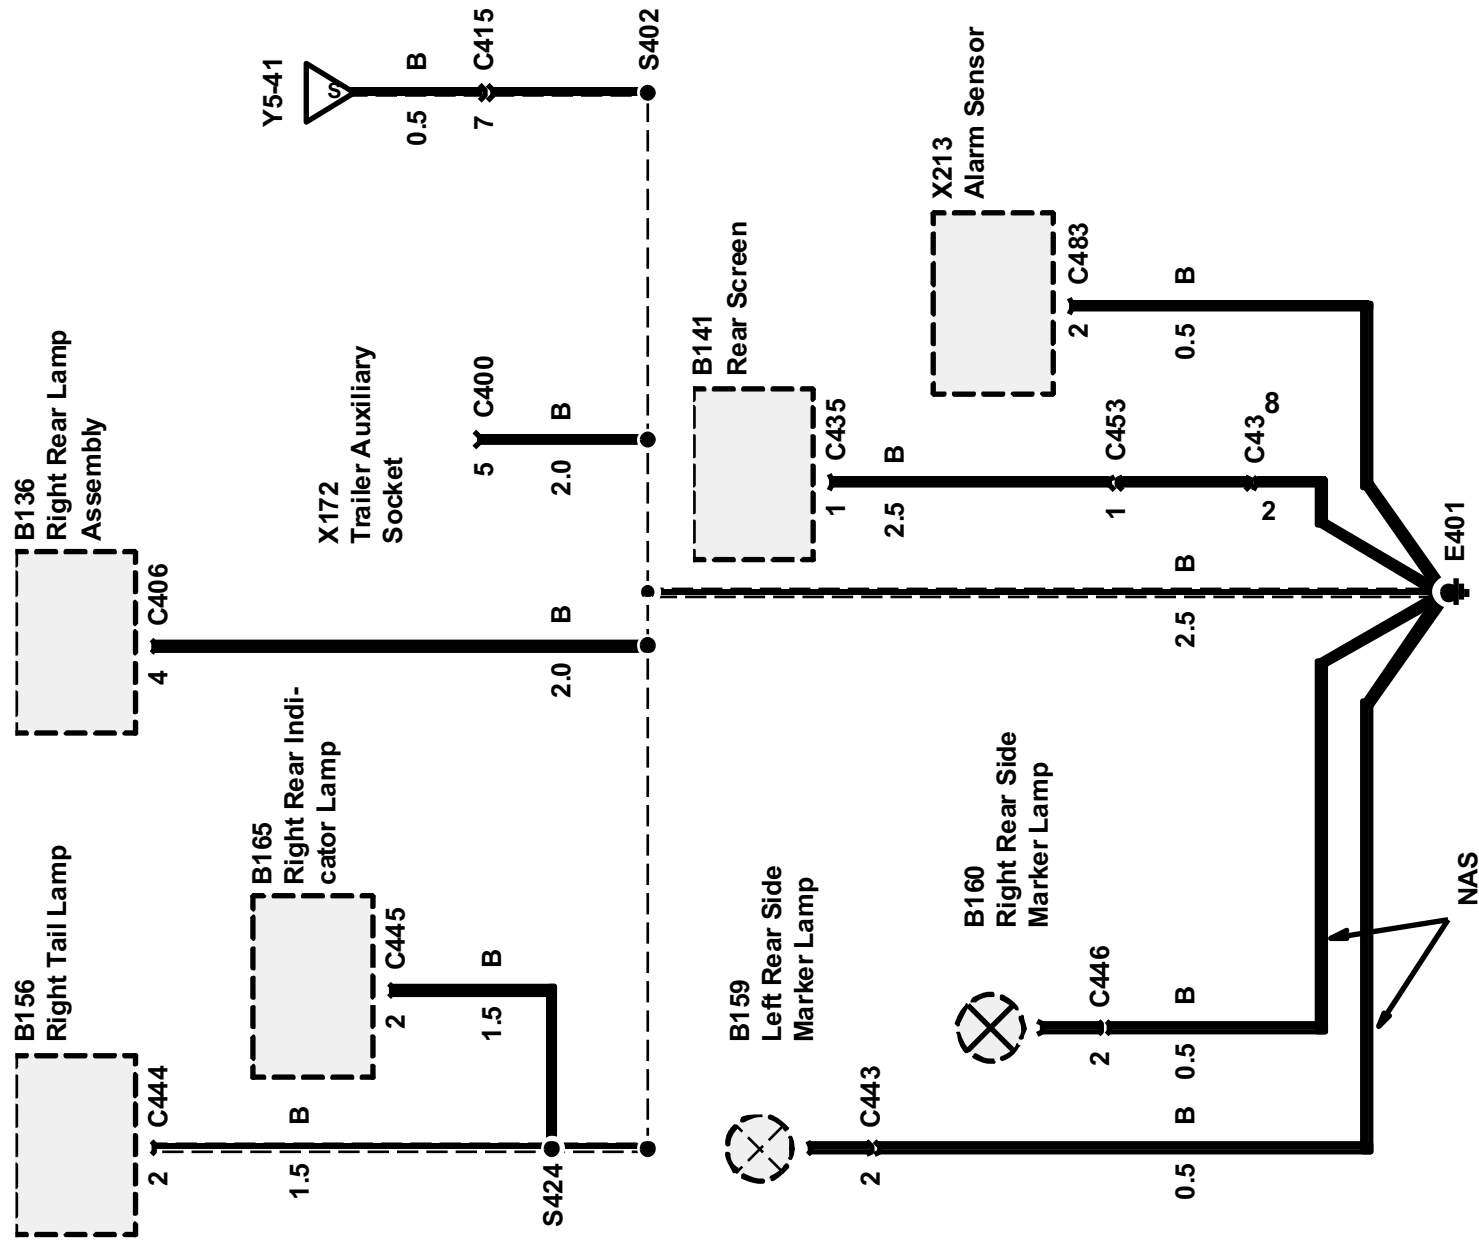 B156
Right Tail Lamp
C444
2
B
1.5
S424
B165
Right Rear Indi-
cator Lamp
C445
2
B
1.5
B136
Right Rear Lamp
Assembly
C406
4
B
2.0
X172
Trailer Auxiliary
Socket
C400
5
B
2.0
Y5-41
S
B
0.5
C415
7
S402
B159
Left Rear Side
Marker Lamp
C443
2
B
0.5
B160
Right Rear Side
Marker Lamp
C446
2
B
0.5
NAS
B
2.5
B141
Rear Screen
C435
1
B
2.5
C453
1
C438
2
X213
Alarm Sensor
C483
2
B
0.5
E401